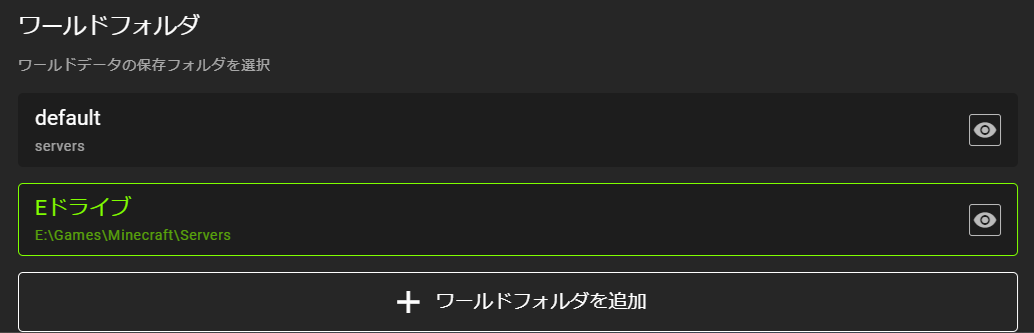 ワールドフォルダ
ワールドデータの保存フォルダを選択
default
servers
Eドライブ
E:\Games\Minecraft\Servers
ワールドフォルダを追加